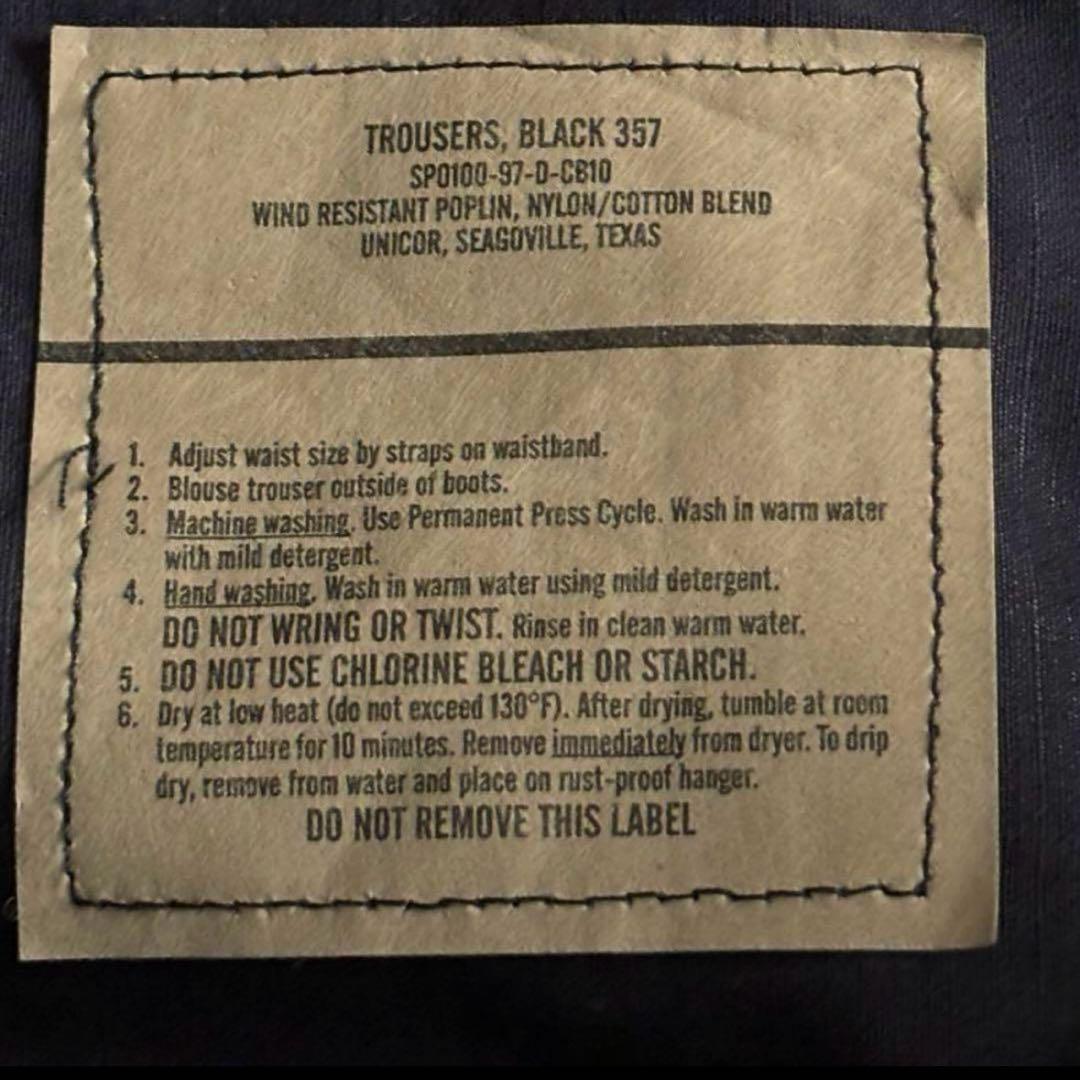 TROUSERS, BLACK 357
SPO100-97-D-CB10
WIND RESISTANT POPLIN, NYLON/COTTON BLEND
UNICOR, SEAGOVILLE, TEXAS
1. Adjust waist size by straps on waistband.
2. Blouse trouser outside of boots.
3. Machine washing. Use Permanent Press Cycle. Wash in warm water
with mild detergent.
4. Hand washing. Wash in warm water using mild detergent.
DO NOT WRING OR TWIST. Rinse in clean warm water.
5. DO NOT USE CHLORINE BLEACH OR STARCH.
6. Dry at low heat (do not exceed 130°F). After drying, tumble at room
temperature for 10 minutes. Remove immediately from dryer. To drip
dry, remove from water and place on rust-proof hanger.
DO NOT REMOVE THIS LABEL